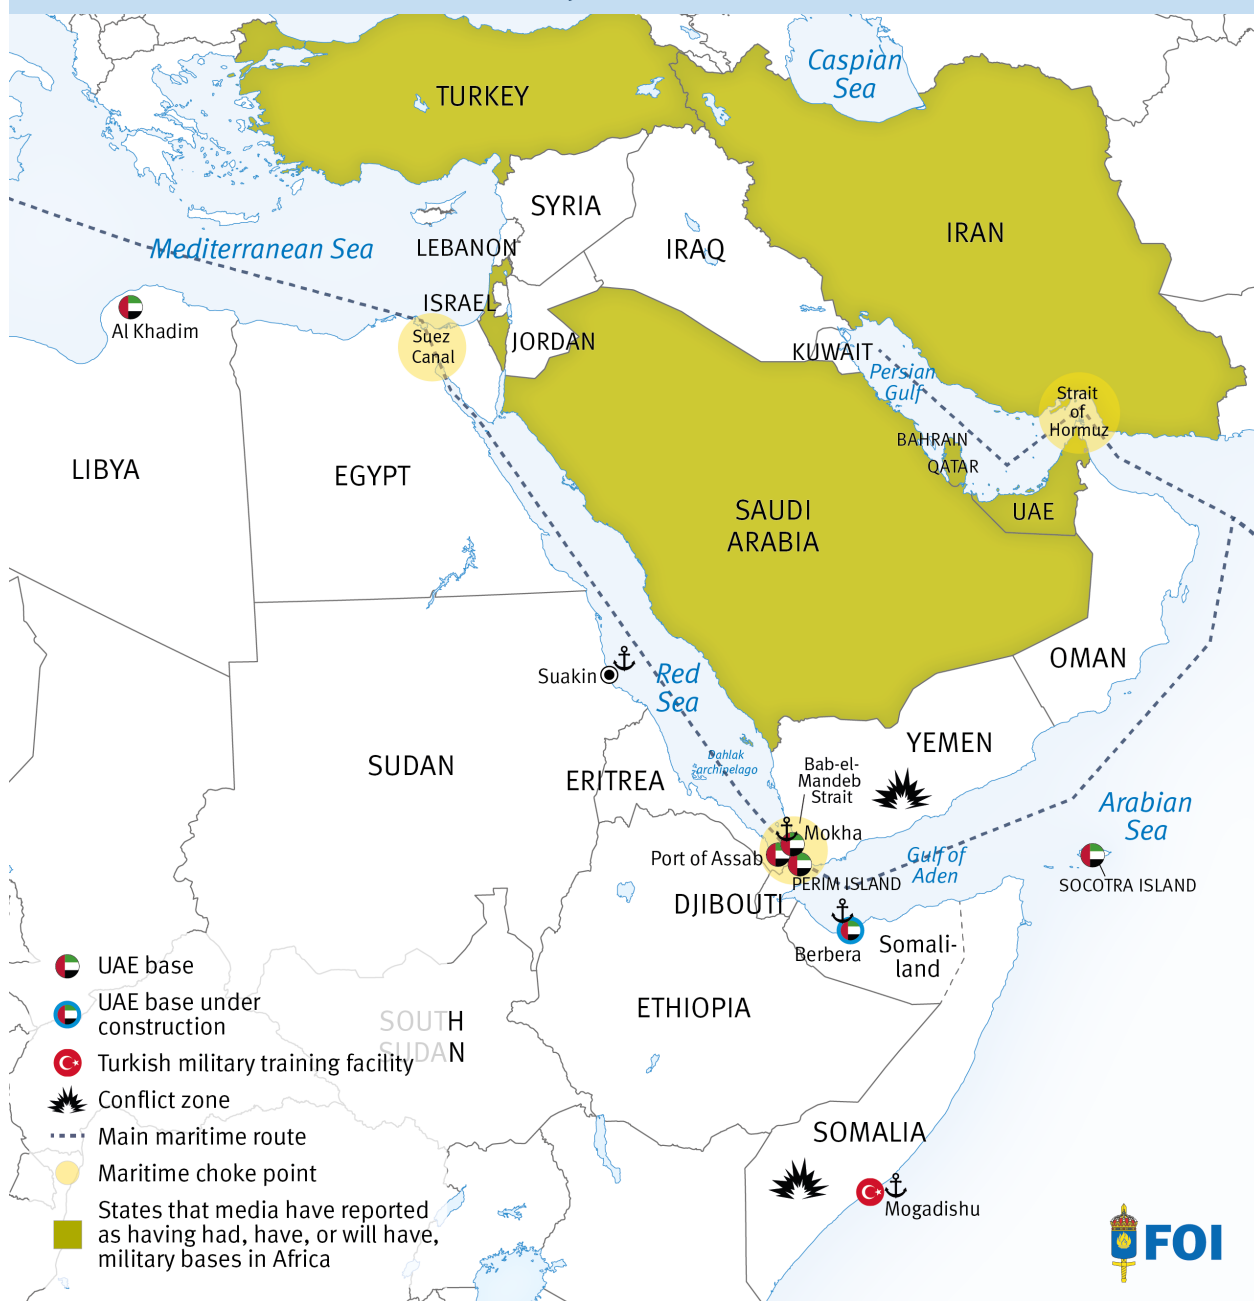 Caspian
Sea
TURKEY
SYRIA
IRAN
IRAQ
LEBANON
Mediterranean Sea
ISRAEL
Al Khadim
Suez
Canal
JORDAN
KUWAIT
Persian
Gulf
Strait
of
Hormuz
BAHRAIN
QATAR
LIBYA
EGYPT
UAE
SAUDI
ARABIA
OMAN
Suakin
Red
Sea
YEMEN
Dahlak
archipelago
Bab-el-
Mandeb
Strait
SUDAN
ERITREA
Arabian
Sea
Mokha
Port of Assab
Gulf of
Aden
PERIM ISLAND
SOCOTRA ISLAND
DJIBOUTI
Berbera
Somali-
land
ETHIOPIA
SOUTH
SUDAN
SOMALIA
Mogadishu
UAE base
UAE base under
construction
Turkish military training facility
Conflict zone
Main maritime route
Maritime choke point
States that media have reported
as having had, have, or will have,
military bases in Africa
FOI